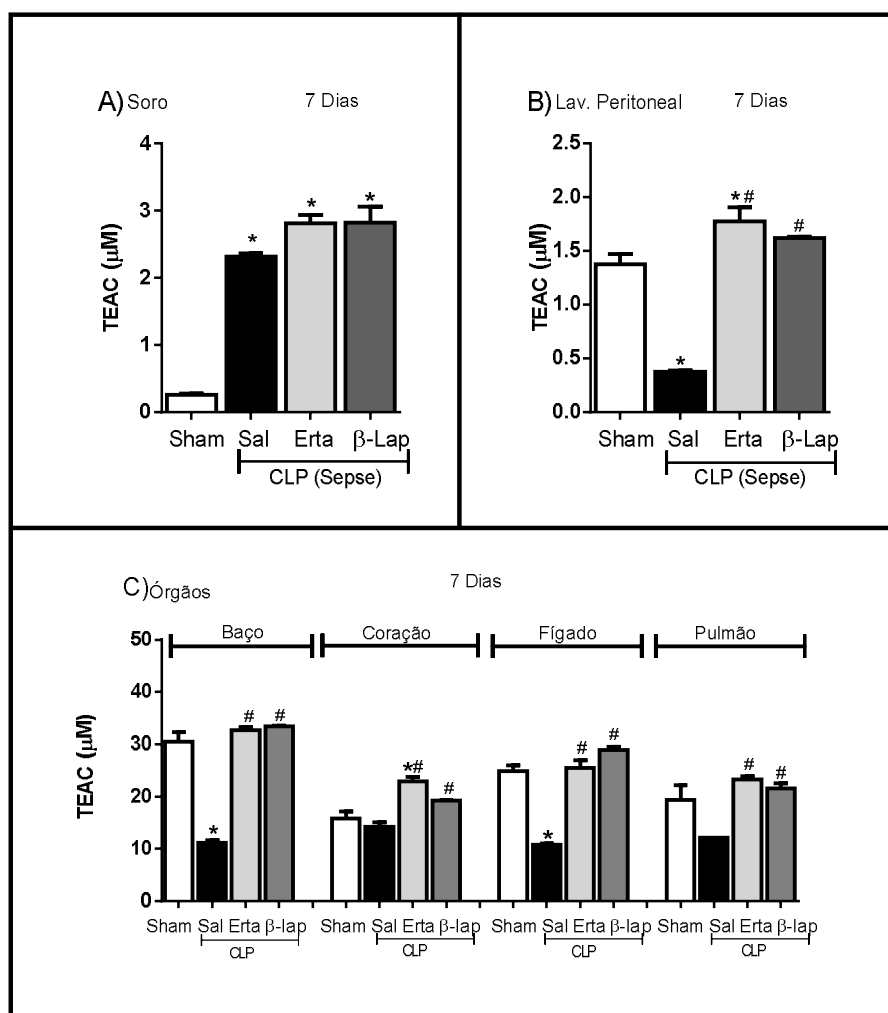 A) Soro 7 Dias
TEAC (µM)
4
3
2
1
0
* * *
Sham Sal Erta β-Lap
CLP (Sepse)
B) Lav. Peritoneal 7 Dias
TEAC (µM)
2.5
2.0
1.5
1.0
0.5
0.0
* *# #
Sham Sal Erta β-Lap
CLP (Sepse)
C) Órgãos 7 Dias
Baço Coração Fígado Pulmão
TEAC (µM)
50
40
30
20
10
0
* # # *# # * # # # #
Sham Sal Erta β-lap Sham Sal Erta β-lap Sham Sal Erta β-lap Sham Sal Erta β-lap
CLP CLP CLP CLP